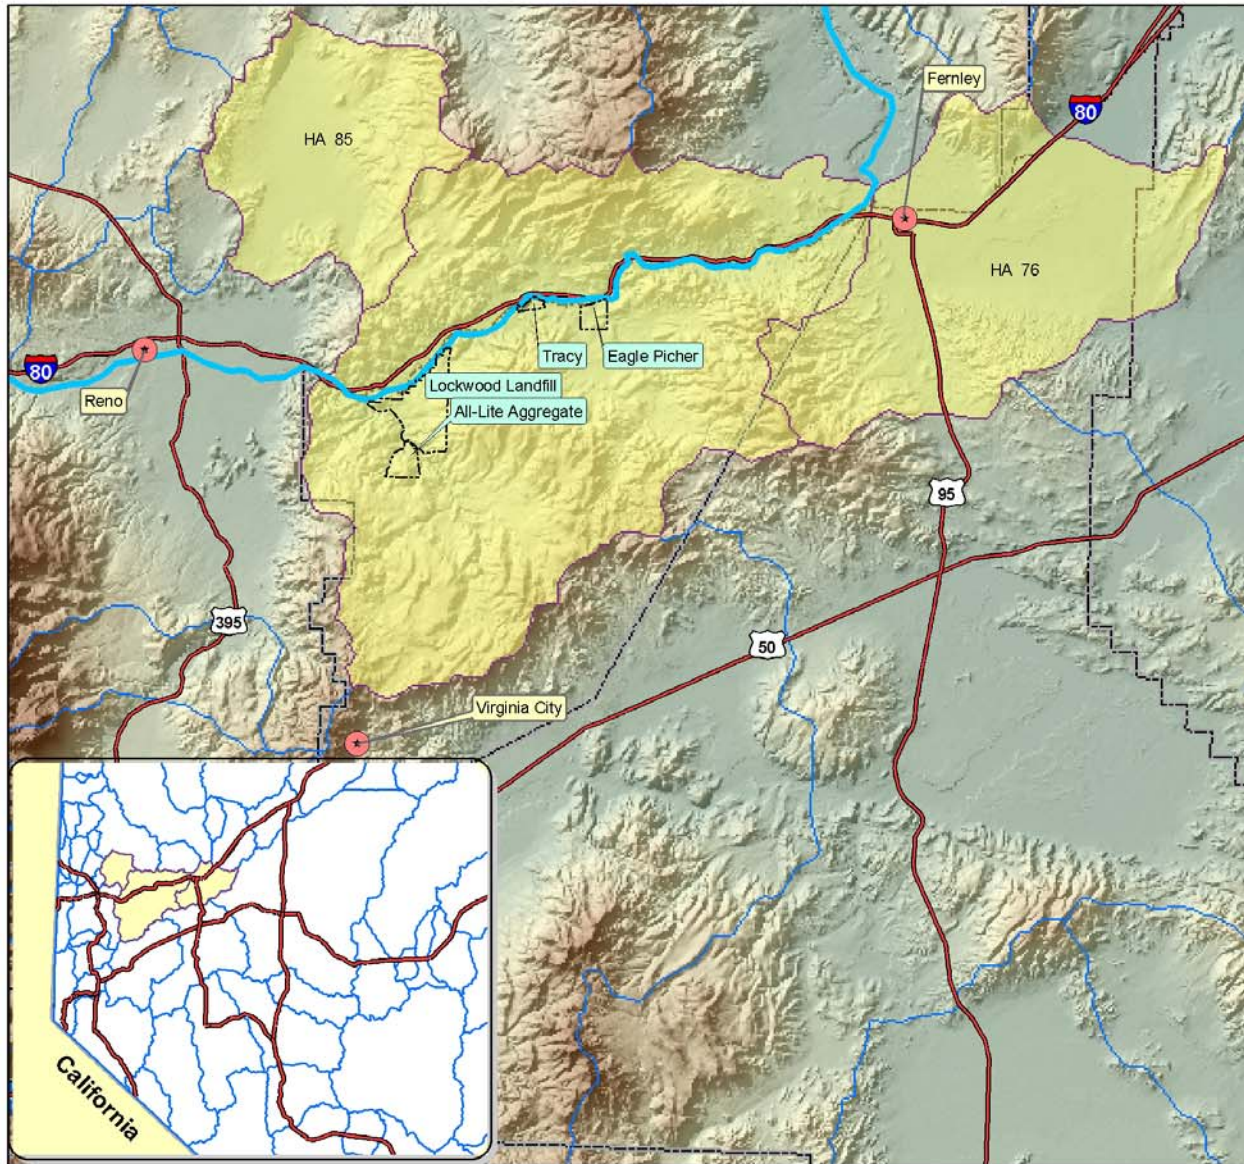 Fernley
80
HA 85
HA 76
Tracy
Eagle Picher
80
Lockwood Landfill
Reno
All-Lite Aggregate
95
395
50
Virginia City
California